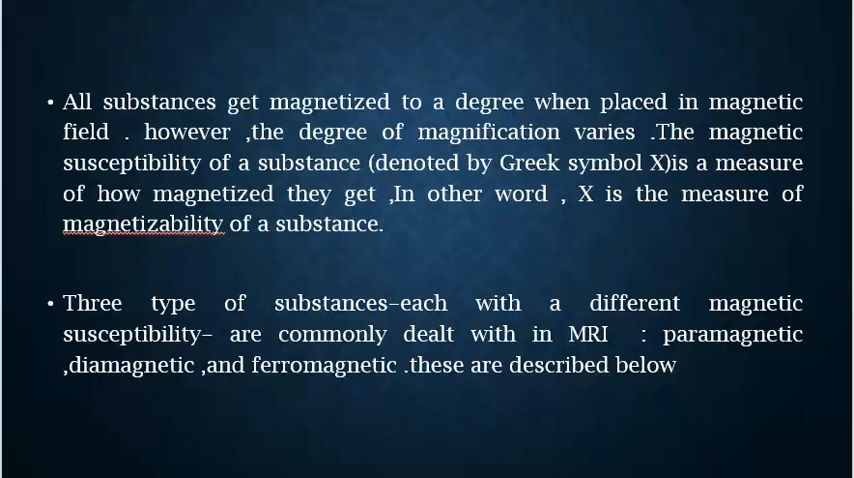 • All substances get magnetized to a degree when placed in magnetic
field . however ,the degree of magnification varies .The magnetic
susceptibility of a substance (denoted by Greek symbol X)is a measure
of how magnetized they get ,In other word , X is the measure of
magnetizability of a substance.
• Three type of substances–each with a different magnetic
susceptibility– are commonly dealt with in MRI : paramagnetic
,diamagnetic ,and ferromagnetic .these are described below